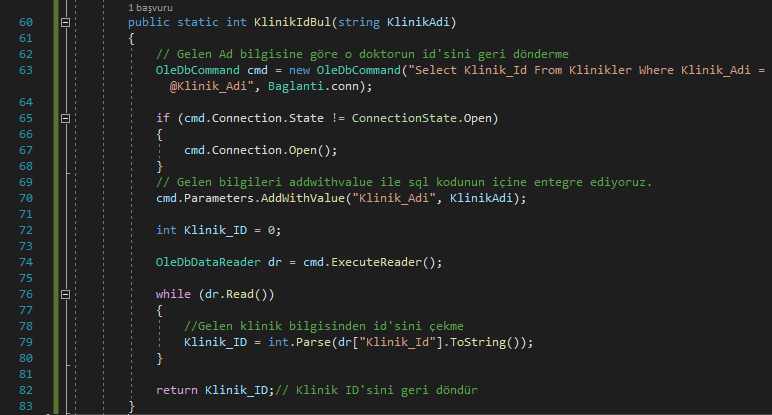 1 başvuru
60 public static int KlinikIdBul(string KlinikAdi)
61 {
62 // Gelen Ad bilgisine göre o doktorun id'sini geri dönderme
63 OleDbCommand cmd = new OleDbCommand("Select Klinik_Id From Klinikler Where Klinik_Adi =
@Klinik_Adi", Baglanti.conn);
64
65 if (cmd.Connection.State != ConnectionState.Open)
66 {
67 cmd.Connection.Open();
68 }
69 // Gelen bilgileri addwithvalue ile sql kodunun içine entegre ediyoruz.
70 cmd.Parameters.AddWithValue("Klinik_Adi", KlinikAdi);
71
72 int Klinik_ID = 0;
73
74 OleDbDataReader dr = cmd.ExecuteReader();
75
76 while (dr.Read())
77 {
78 //Gelen klinik bilgisinden id'sini çekme
79 Klinik_ID = int.Parse(dr["Klinik_Id"].ToString());
80 }
81
82 return Klinik_ID;// Klinik ID'sini geri döndür
83 }